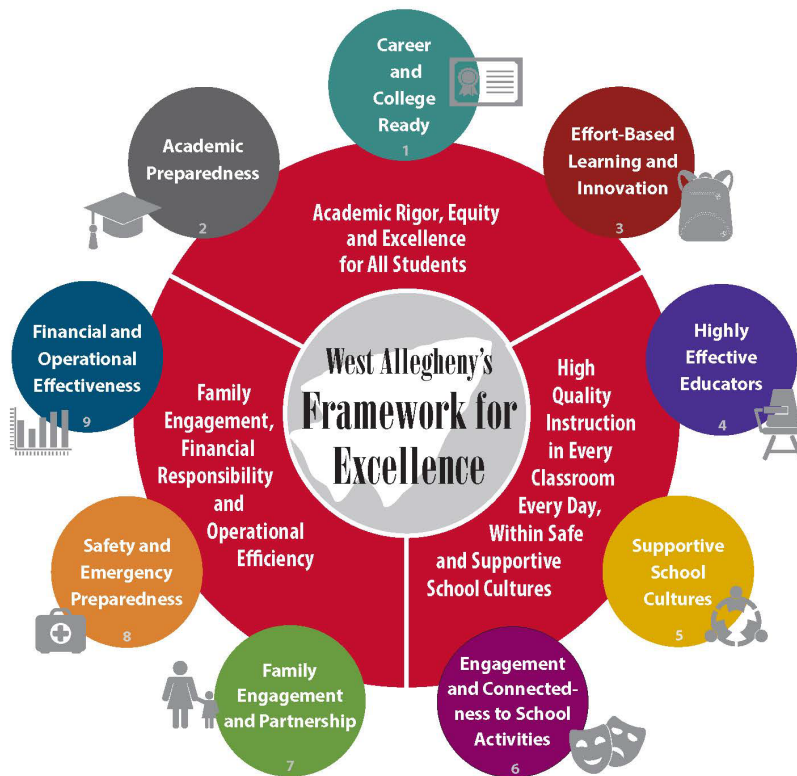 Career
and
College
Ready
1
Academic
Preparedness
2
Effort-Based
Learning and
Innovation
3
Academic Rigor, Equity
and Excellence
for All Students
Financial and
Operational
Effectiveness
9
Highly
Effective
Educators
4
West Allegheny's
Framework for
Excellence
Family
Engagement,
Financial
Responsibility
and
Operational
Efficiency
High
Quality
Instruction
in Every
Classroom
Every Day,
Within Safe
and Supportive
School Cultures
Safety and
Emergency
Preparedness
8
Supportive
School
Cultures
5
Family
Engagement
and Partnership
7
Engagement
and Connected-
ness to School
Activities
6